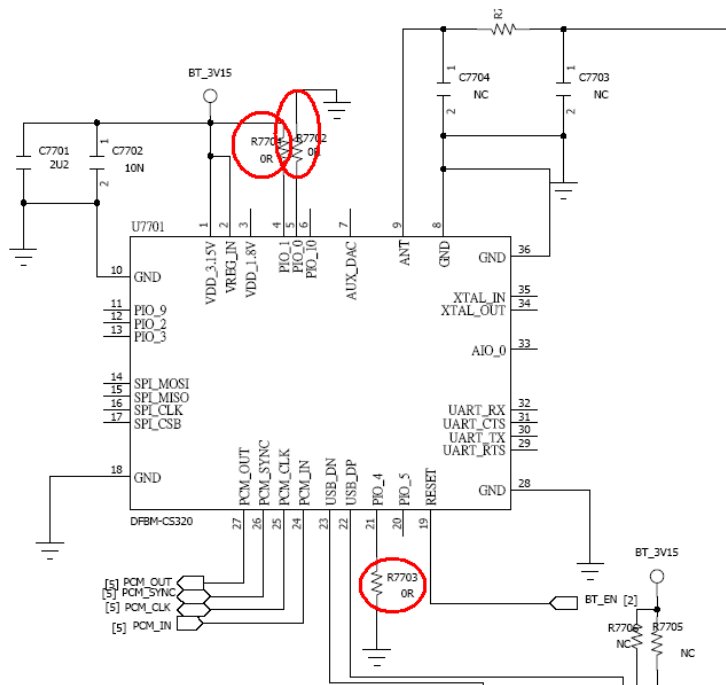 BT_3V15
C7701
2U2
C7702
10N
1
2
R7702
0R
0R
C7704
NC
1
2
C7703
NC
1
2
U7701
1
2
3
4
5
6
7
9
8
VDD_3.15V
VREG_IN
VDD_1.8V
PIO_1
PIO_0
PIO_10
AUX_DAC
ANT
GND
10 GND
11 PIO_9
12 PIO_2
13 PIO_3
14 SPI_MOSI
15 SPI_MISO
16 SPI_CLK
17 SPI_CSB
18 GND
GND 36
XTAL_IN 35
XTAL_OUT 34
AIO_0 33
UART_RX 32
UART_CTS 31
UART_TX 30
UART_RTS 29
GND 28
PCM_OUT
PCM_SYNC
PCM_CLK
PCM_IN
USB_DN
USB_DP
PIO_4
PIO_5
RESET
DFBM-CS320
27
26
25
24
23
22
21
20
19
[5] PCM_OUT
[5] PCM_SYNC
[5] PCM_CLK
[5] PCM_IN
R7703
0R
BT_EN [2]
BT_3V15
R7706
NC
R7705
NC